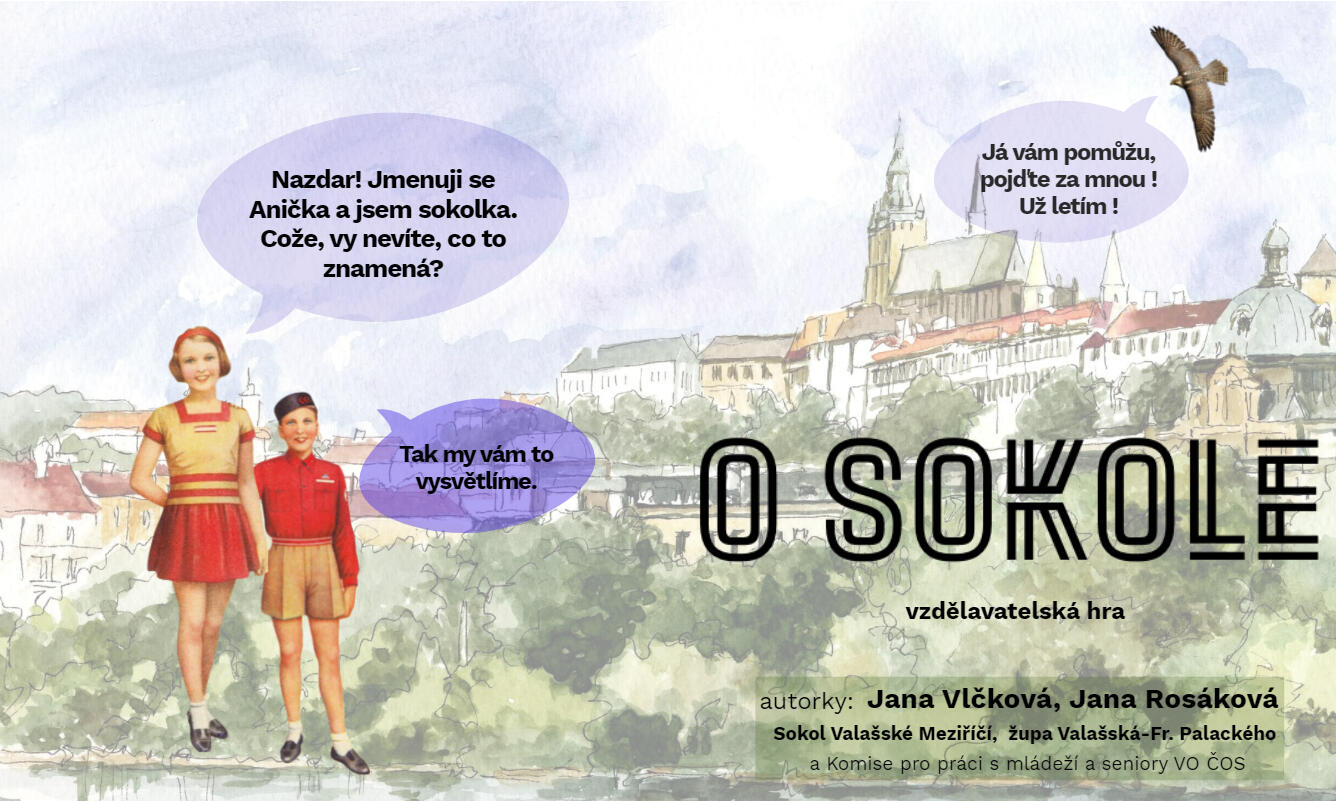 Nazdar! Jmenuji se
Anička a jsem sokolka.
Cože, vy nevíte, co to
znamená?
Já vám pomůžu,
pojďte za mnou !
Už letím !
Tak my vám to
vysvětlíme.
O SOKOLE
vzdělavatelská hra
autorky: Jana Vlčková, Jana Rosáková
Sokol Valašské Meziříčí, župa Valašská-Fr. Palackého
a Komise pro práci s mládeží a seniory VO ČOS